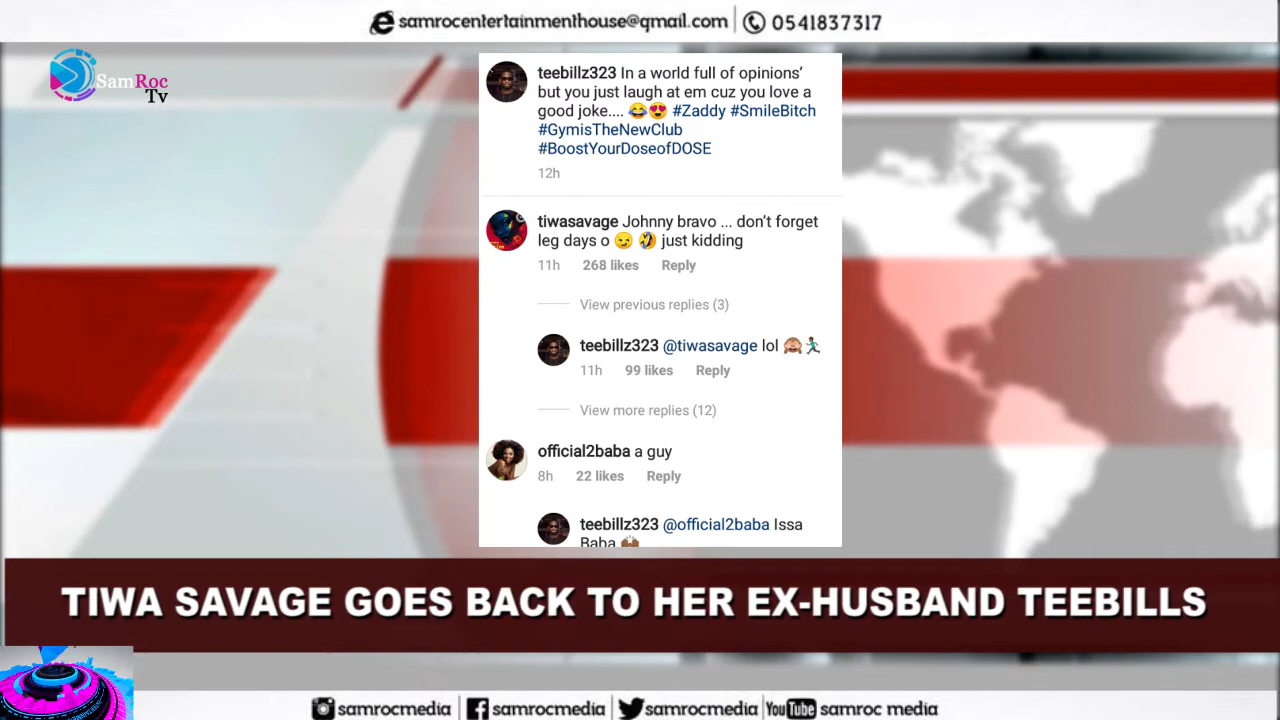 samrocentertainmenthouse@gmail.com 0541837317
SamRoc
Tv
teebillz323 In a world full of opinions’
but you just laugh at em cuz you love a
good joke.... 😂😍 #Zaddy #SmileBitch
#GymisTheNewClub
#BoostYourDoseofDOSE
12h
tiwasavage Johnny bravo ... don’t forget
leg days o 😏 🤣 just kidding
11h 268 likes Reply
View previous replies (3)
teebillz323 @tiwasavage lol 🙈🏃🏾‍♂️
11h 99 likes Reply
View more replies (12)
official2baba a guy
8h 22 likes Reply
teebillz323 @official2baba Issa
Baba 🙌🏾
TIWA SAVAGE GOES BACK TO HER EX-HUSBAND TEEBILLS
samrocmedia samrocmedia samrocmedia YouTube samroc media